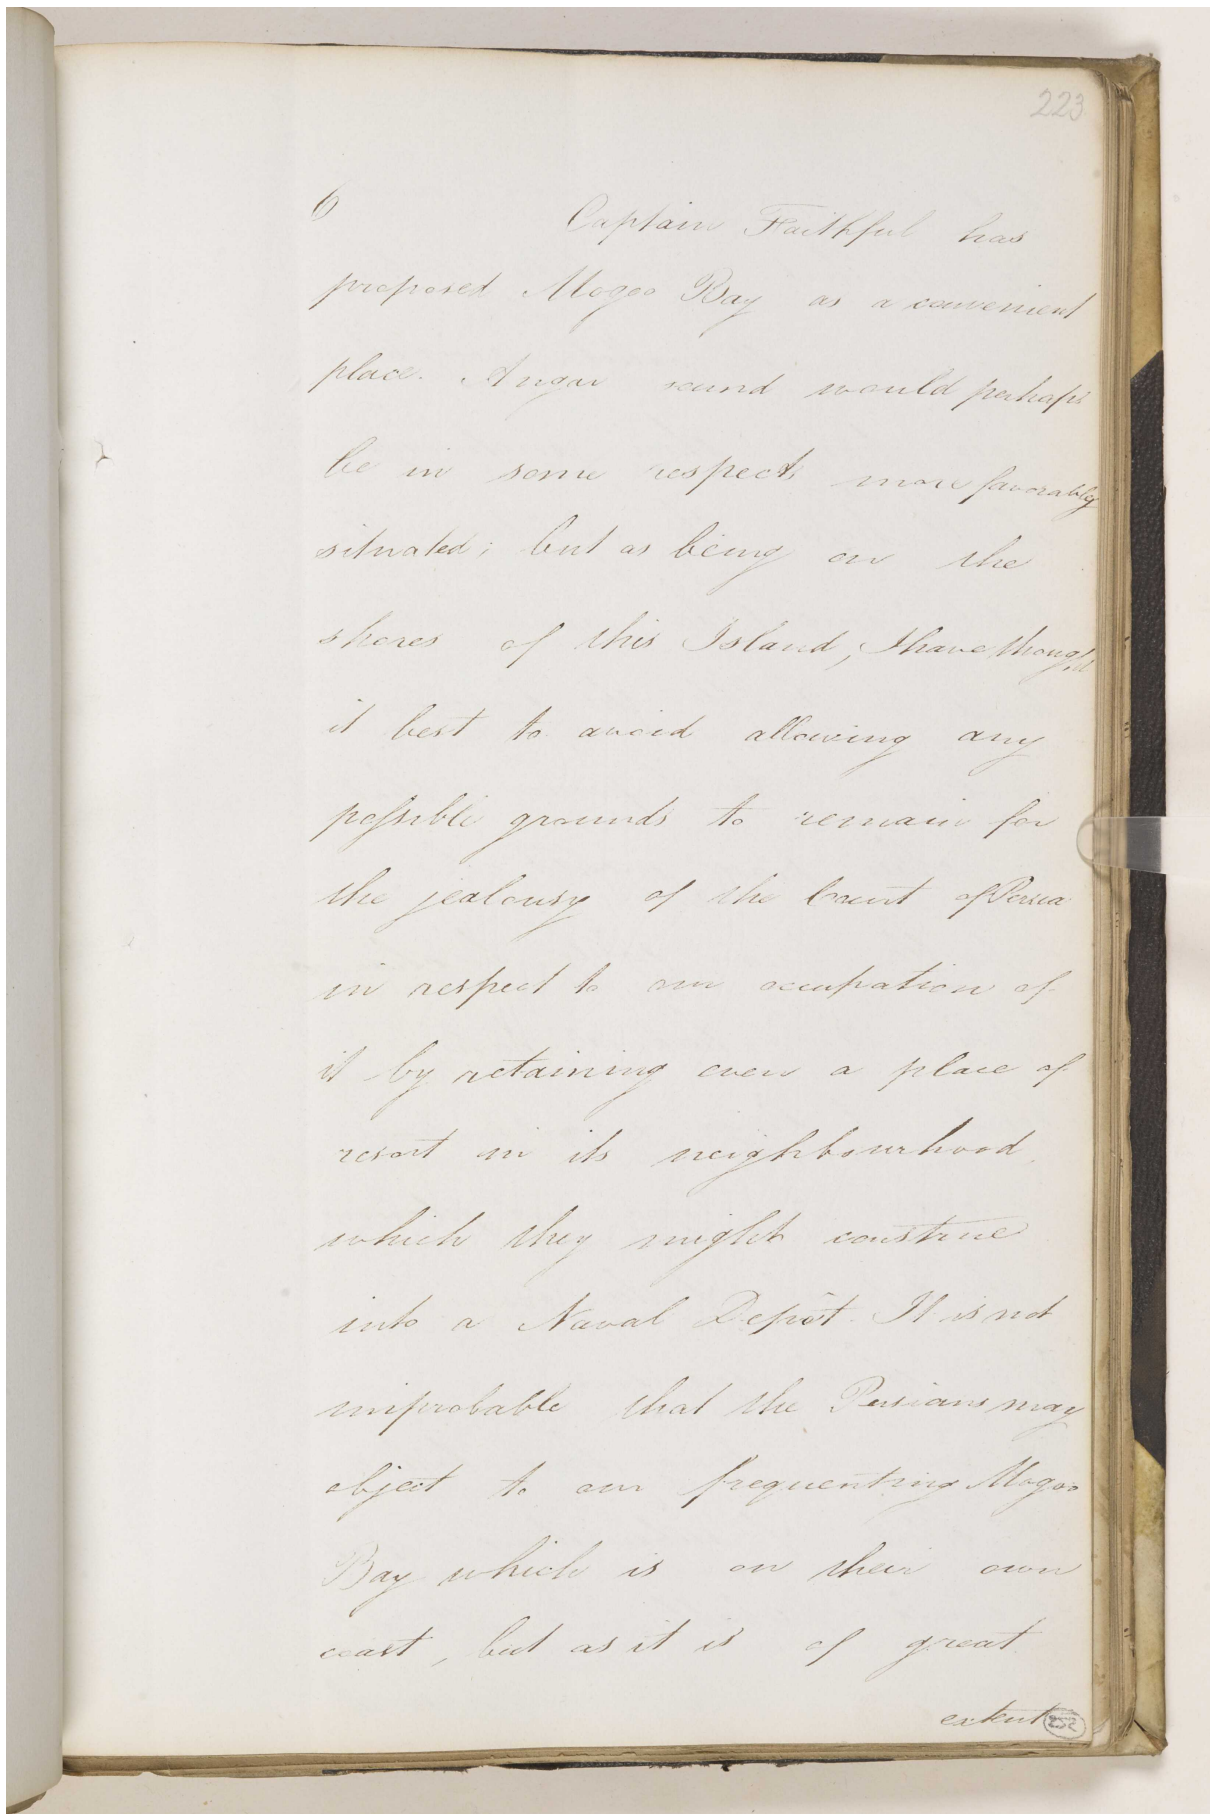 223
6 Captain Faithful has
proposed Mogoo Bay as a convenient
place. Angar sound would perhaps
be in some respects more favorably
situated; but as being on the
shores of this Island, I have thought
it best to avoid allowing any
possible grounds to remain for
the jealousy of the Court of Persia
in respect to our occupation of
it by retaining even a place of
resort in its neighbourhood
which they might construe
into a Naval Depôt. It is not
improbable that the Persians may
object to our frequenting Mogoo
Bay which is on their own
coast, but as it is of great
extent